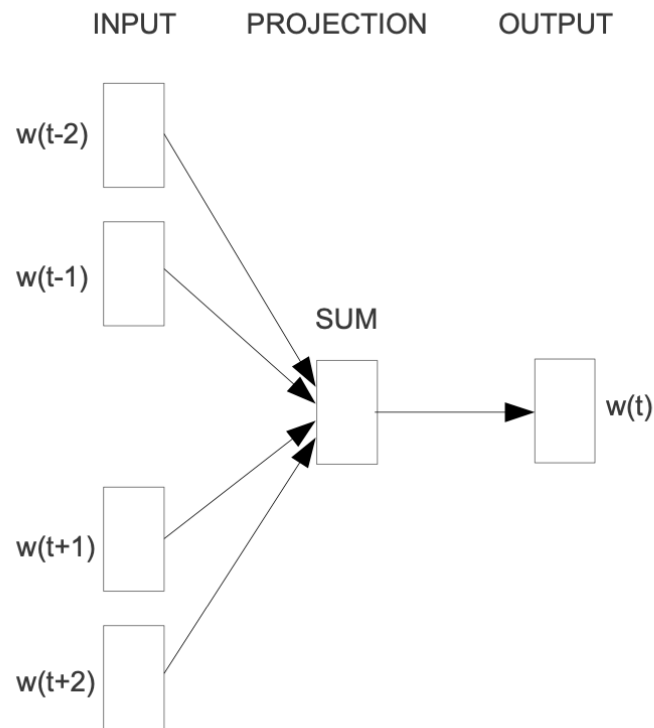 INPUT PROJECTION OUTPUT
w(t-2)
w(t-1)
SUM
w(t)
w(t+1)
w(t+2)